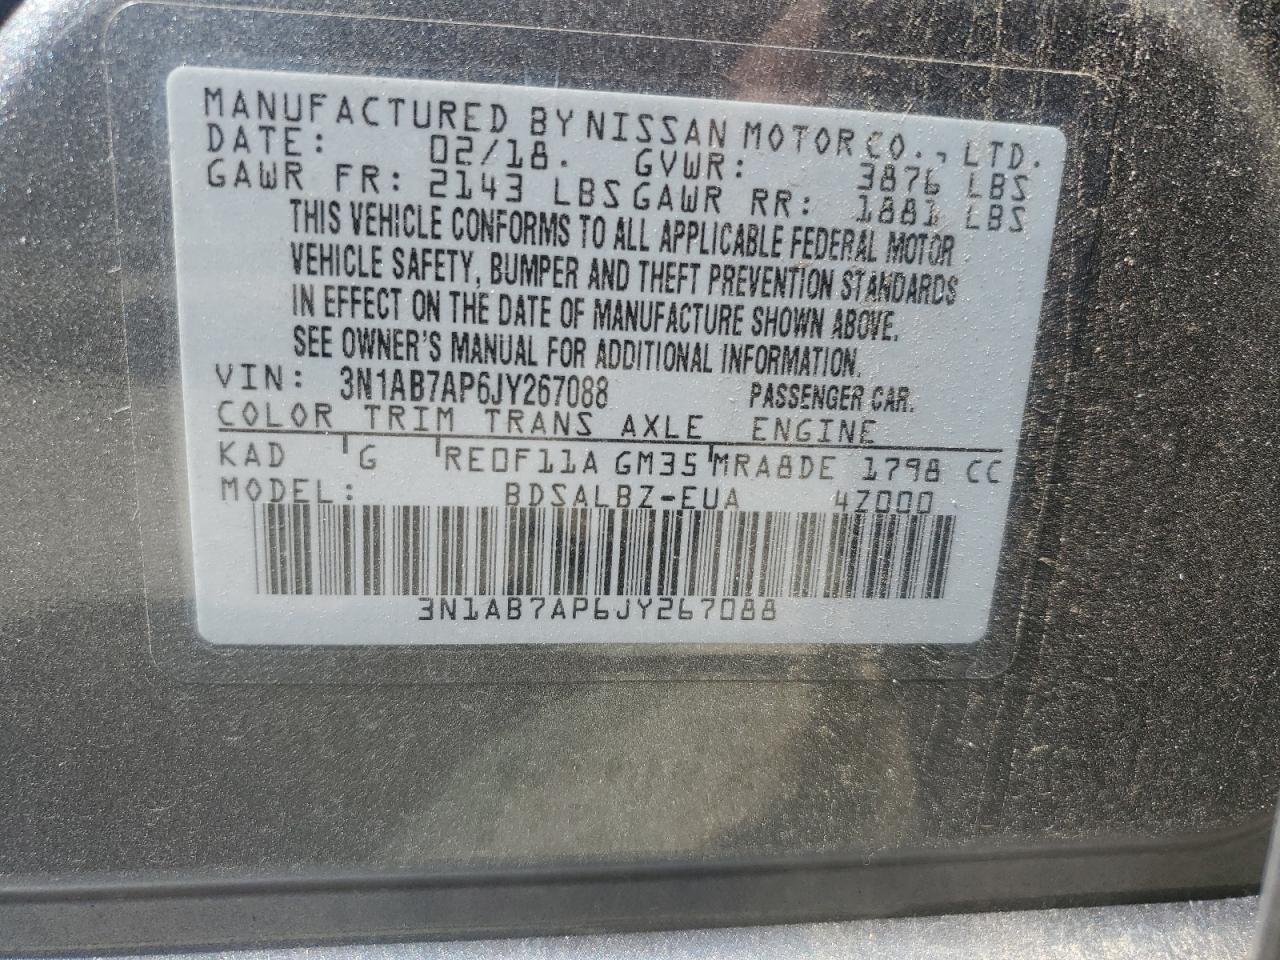 MANUFACTURED BY NISSAN MOTOR CO., LTD.
DATE: 02/18. GVWR: 3876 LBS
GAWR FR: 2143 LBS GAWR RR: 1881 LBS
THIS VEHICLE CONFORMS TO ALL APPLICABLE FEDERAL MOTOR
VEHICLE SAFETY, BUMPER AND THEFT PREVENTION STANDARDS
IN EFFECT ON THE DATE OF MANUFACTURE SHOWN ABOVE.
SEE OWNER'S MANUAL FOR ADDITIONAL INFORMATION.
VIN: 3N1AB7AP6JY267088 PASSENGER CAR.
COLOR TRIM TRANS AXLE ENGINE
KAD G RE0F11A GM35 MRA8DE 1798 CC
MODEL: BDSALBZ-EUA 4Z000
3N1AB7AP6JY267088